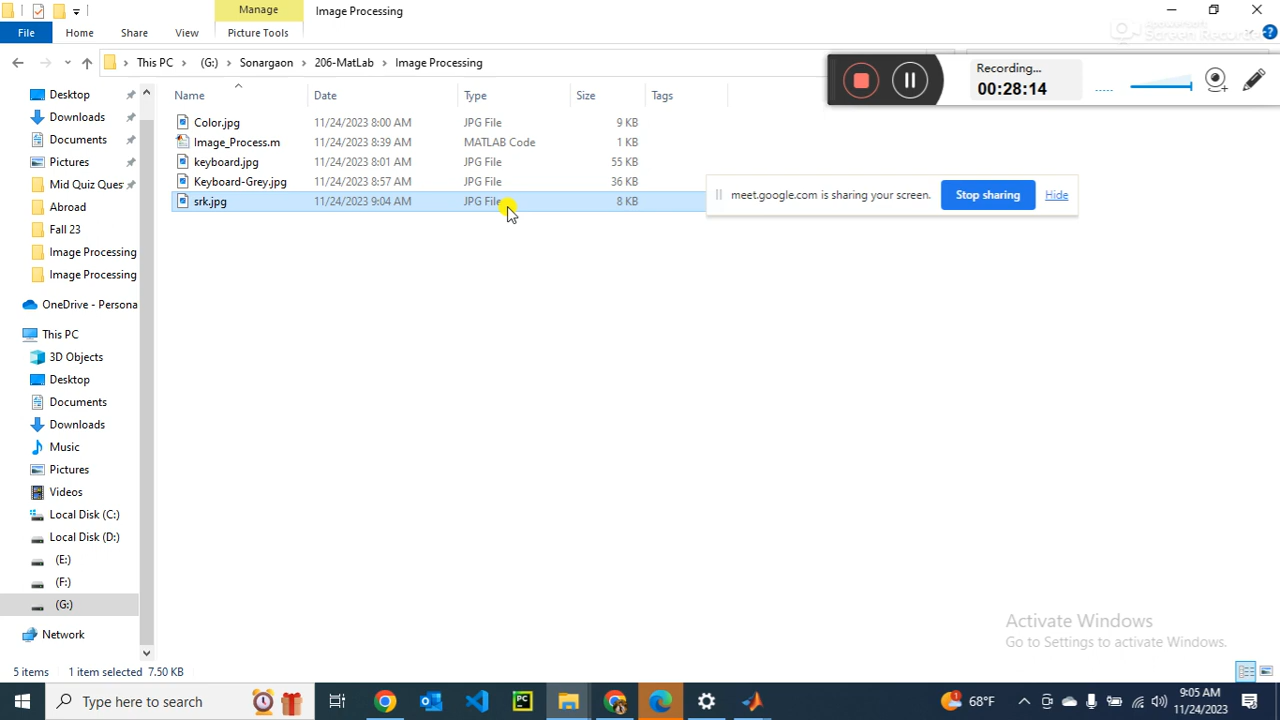 Manage
Image Processing
File
Home
Share
View
Picture Tools
This PC
(G:)
Sonargaon
206-MatLab
Image Processing
Recording...
00:28:14
Name
Date
Type
Size
Tags
Color.jpg
11/24/2023 8:00 AM
JPG File
9 KB
Image_Process.m
11/24/2023 8:39 AM
MATLAB Code
1 KB
keyboard.jpg
11/24/2023 8:01 AM
JPG File
55 KB
Keyboard-Grey.jpg
11/24/2023 8:57 AM
JPG File
36 KB
srk.jpg
11/24/2023 9:04 AM
JPG File
8 KB
meet.google.com is sharing your screen.
Stop sharing
Hide
Desktop
Downloads
Documents
Pictures
Mid Quiz Ques
Abroad
Fall 23
Image Processing
Image Processing
OneDrive - Persona
This PC
3D Objects
Desktop
Documents
Downloads
Music
Pictures
Videos
Local Disk (C:)
Local Disk (D:)
(E:)
(F:)
(G:)
Network
Activate Windows
Go to Settings to activate Windows.
5 items
1 item selected 7.50 KB
Type here to search
PC
68°F
9:05 AM
11/24/2023